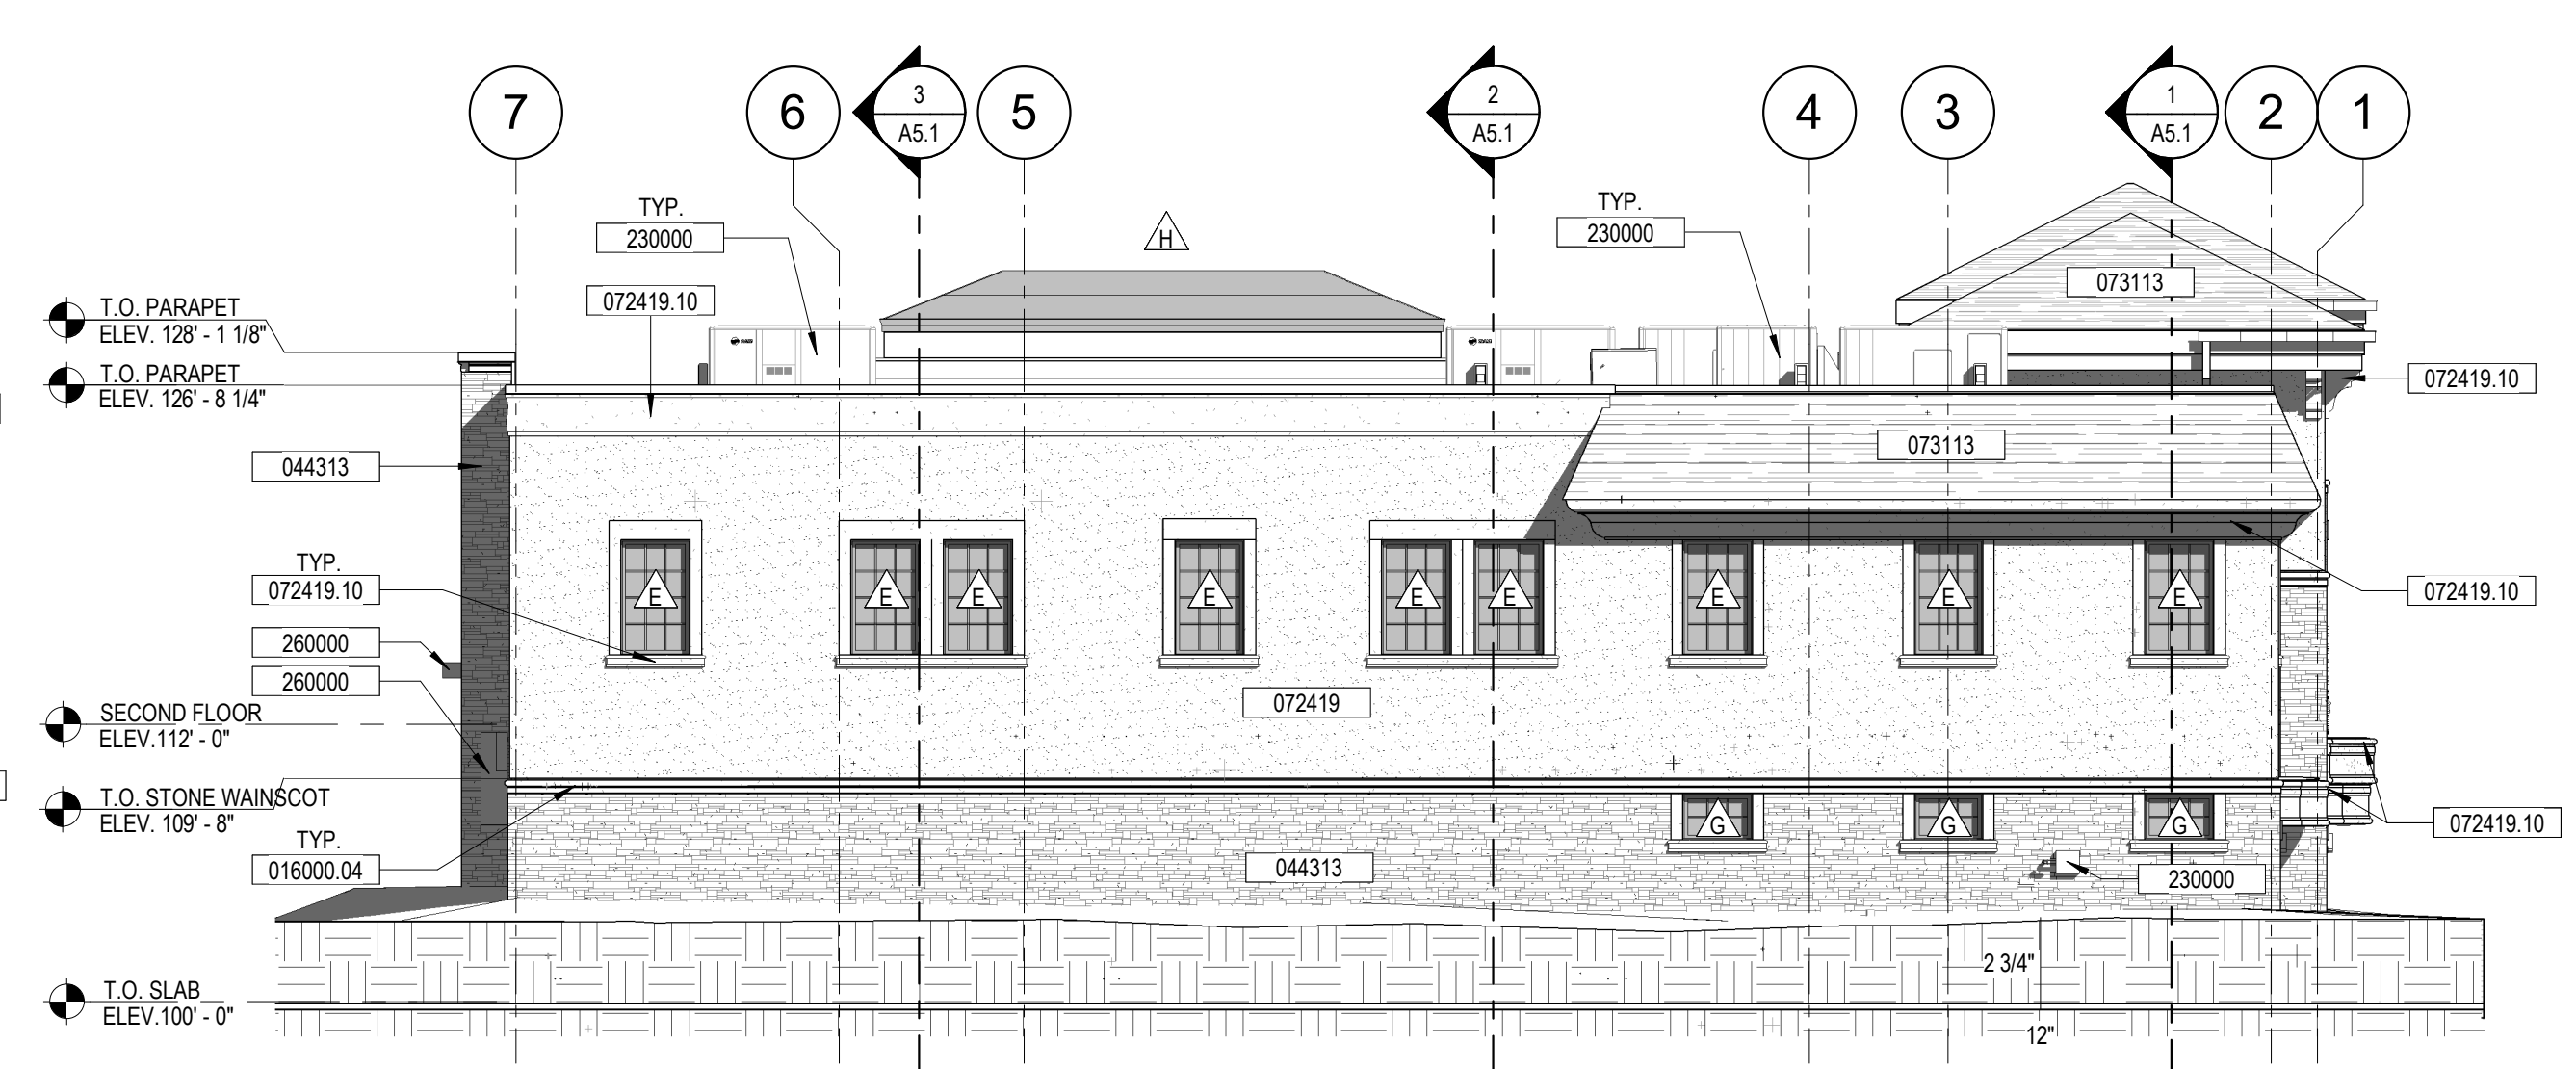 7
6
3
A5.1
5
2
A5.1
4
3
1
A5.1
2
1
TYP.
230000
H
TYP.
230000
072419.10
073113
T.O. PARAPET
ELEV. 128' - 1 1/8"
T.O. PARAPET
ELEV. 126' - 8 1/4"
072419.10
073113
044313
TYP.
072419.10
E
E
E
E
E
E
E
E
E
072419.10
260000
260000
072419
SECOND FLOOR
ELEV.112' - 0"
T.O. STONE WAINSCOT
ELEV. 109' - 8"
G
G
G
072419.10
TYP.
016000.04
044313
230000
2 3/4"
T.O. SLAB
ELEV.100' - 0"
12"